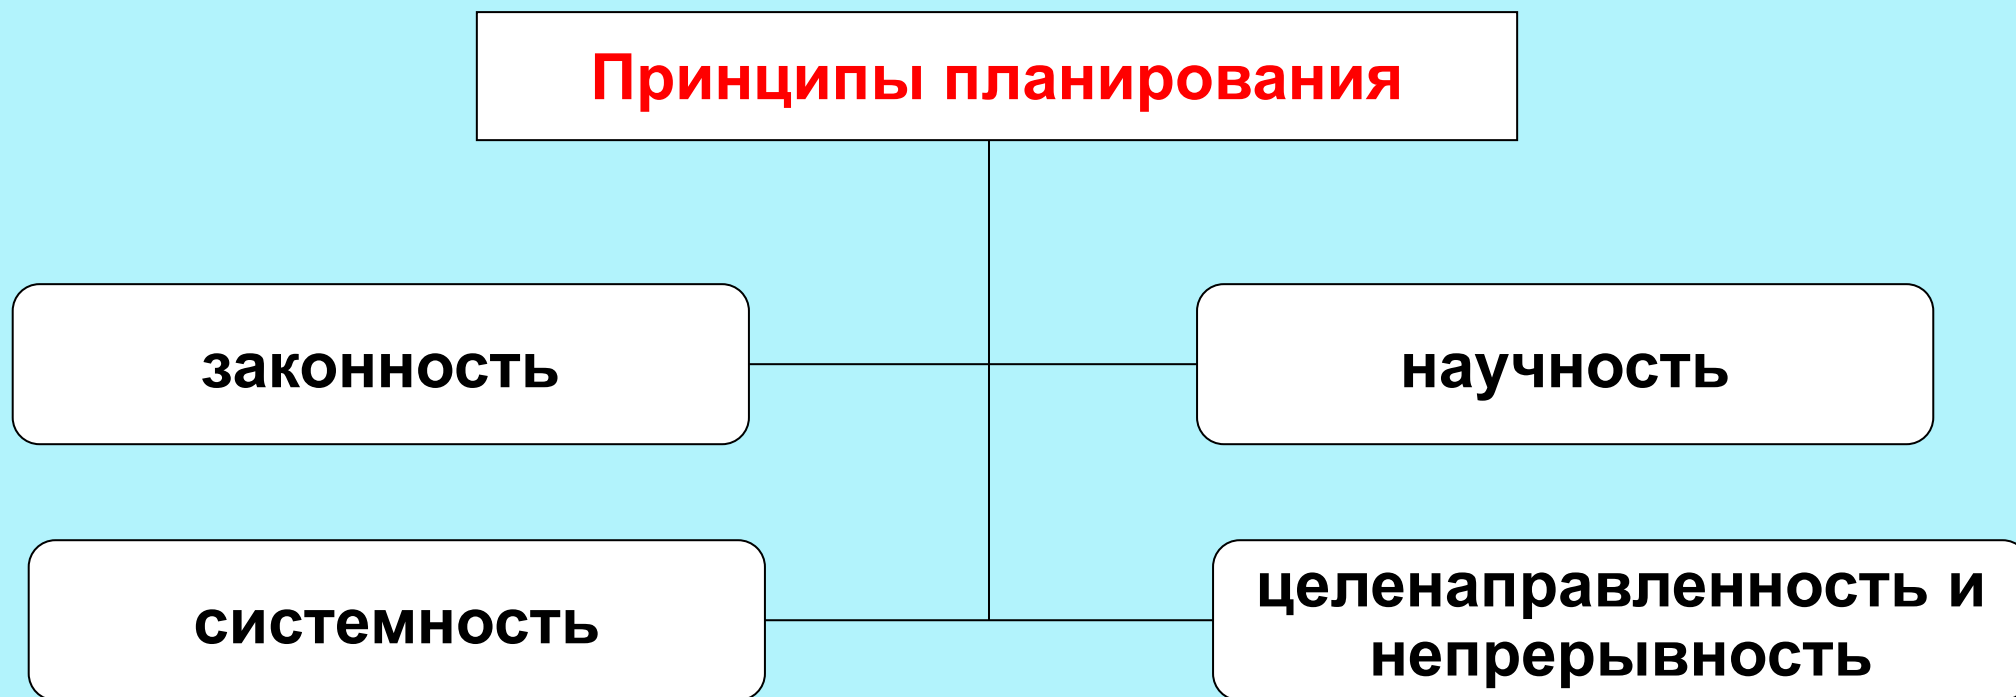 Принципы планирования
законность
научность
системность
целенаправленность и
непрерывность